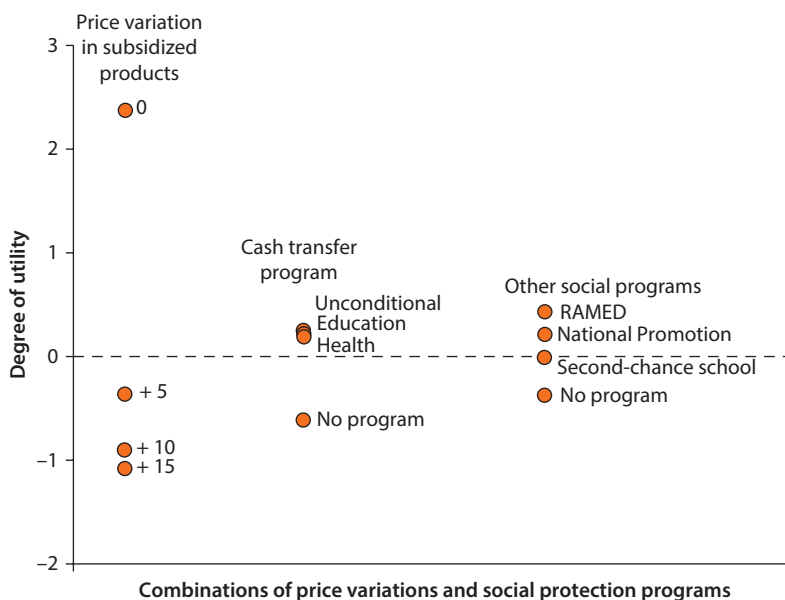 Price variation
in subsidized
products
3
0
2
Cash transfer
program
1
Other social programs
Unconditional
RAMED
Education
National Promotion
Health
0
Second-chance school
+ 5
No program
No program
+ 10
−1
+ 15
−2
Degree of utility
Combinations of price variations and social protection programs